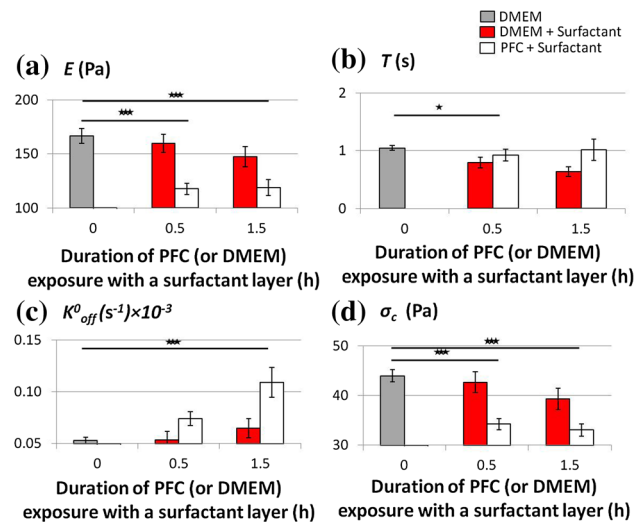 DMEM
DMEM + Surfactant
PFC + Surfactant
(a) E (Pa)
***
***
200
150
100
0 0.5 1.5
Duration of PFC (or DMEM)
exposure with a surfactant layer (h)
(b) T (s)
*
2
1
0
0 0.5 1.5
Duration of PFC (or DMEM)
exposure with a surfactant layer (h)
(c) K⁰off (s⁻¹)×10⁻³
***
0.15
0.10
0.05
0 0.5 1.5
Duration of PFC (or DMEM)
exposure with a surfactant layer (h)
(d) σc (Pa)
***
***
50
40
30
0 0.5 1.5
Duration of PFC (or DMEM)
exposure with a surfactant layer (h)